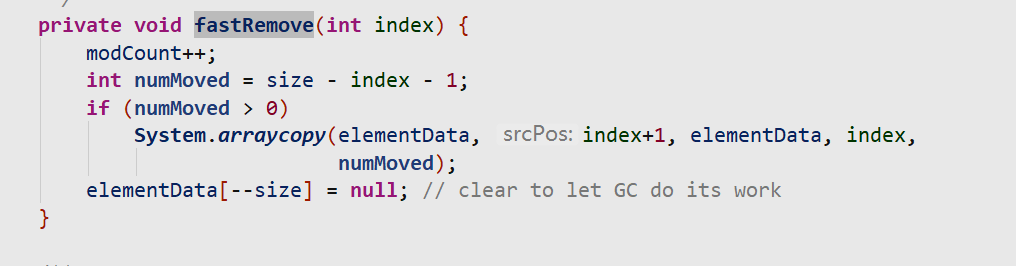 private void fastRemove(int index) {
modCount++;
int numMoved = size - index - 1;
if (numMoved > 0)
System.arraycopy(elementData, srcPos: index+1, elementData, index,
numMoved);
elementData[--size] = null; // clear to let GC do its work
}